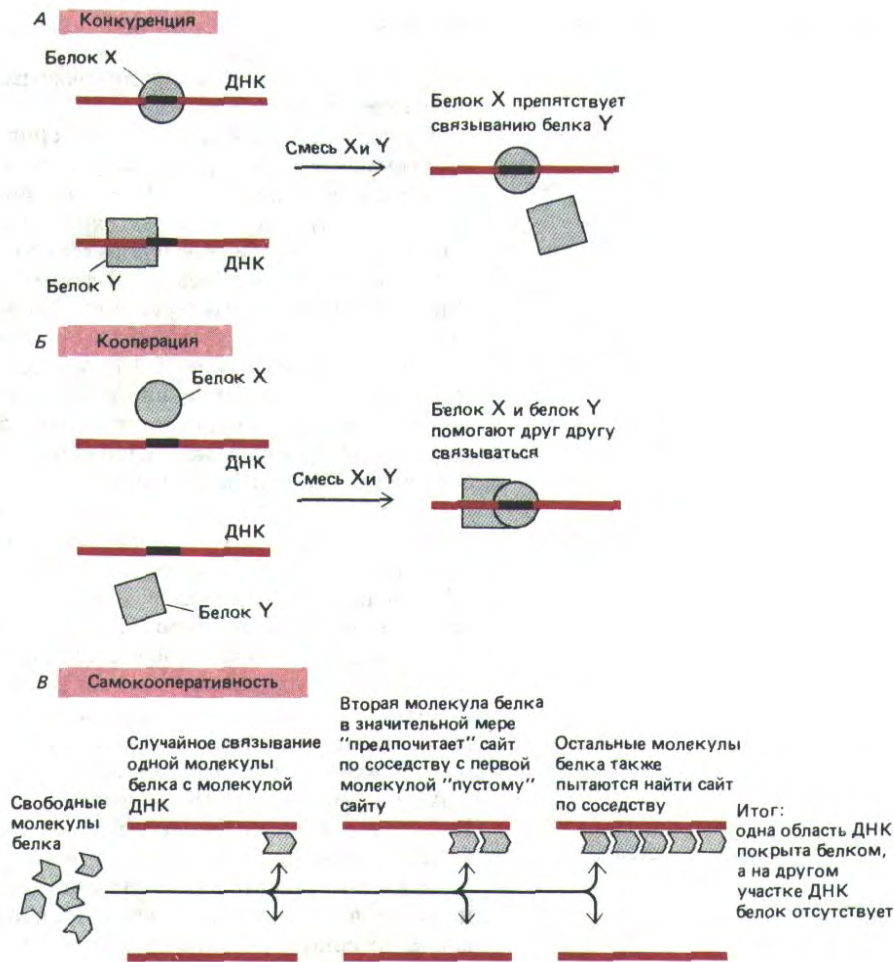 А Конкуренция
Белок X
ДНК
Белок X препятствует
связыванию белка Y
Смесь X и Y
ДНК
Белок Y
Б Кооперация
Белок X
ДНК
Белок X и белок Y
помогают друг другу
связываться
Смесь X и Y
ДНК
Белок Y
В Самокооперативность
Свободные
молекулы
белка
Случайное связывание
одной молекулы
белка с молекулой
ДНК
Вторая молекула белка
в значительной мере
"предпочитает" сайт
по соседству с первой
молекулой "пустому"
сайту
Остальные молекулы
белка также
пытаются найти сайт
по соседству
Итог:
одна область ДНК
покрыта белком,
а на другом
участке ДНК
белок отсутствует